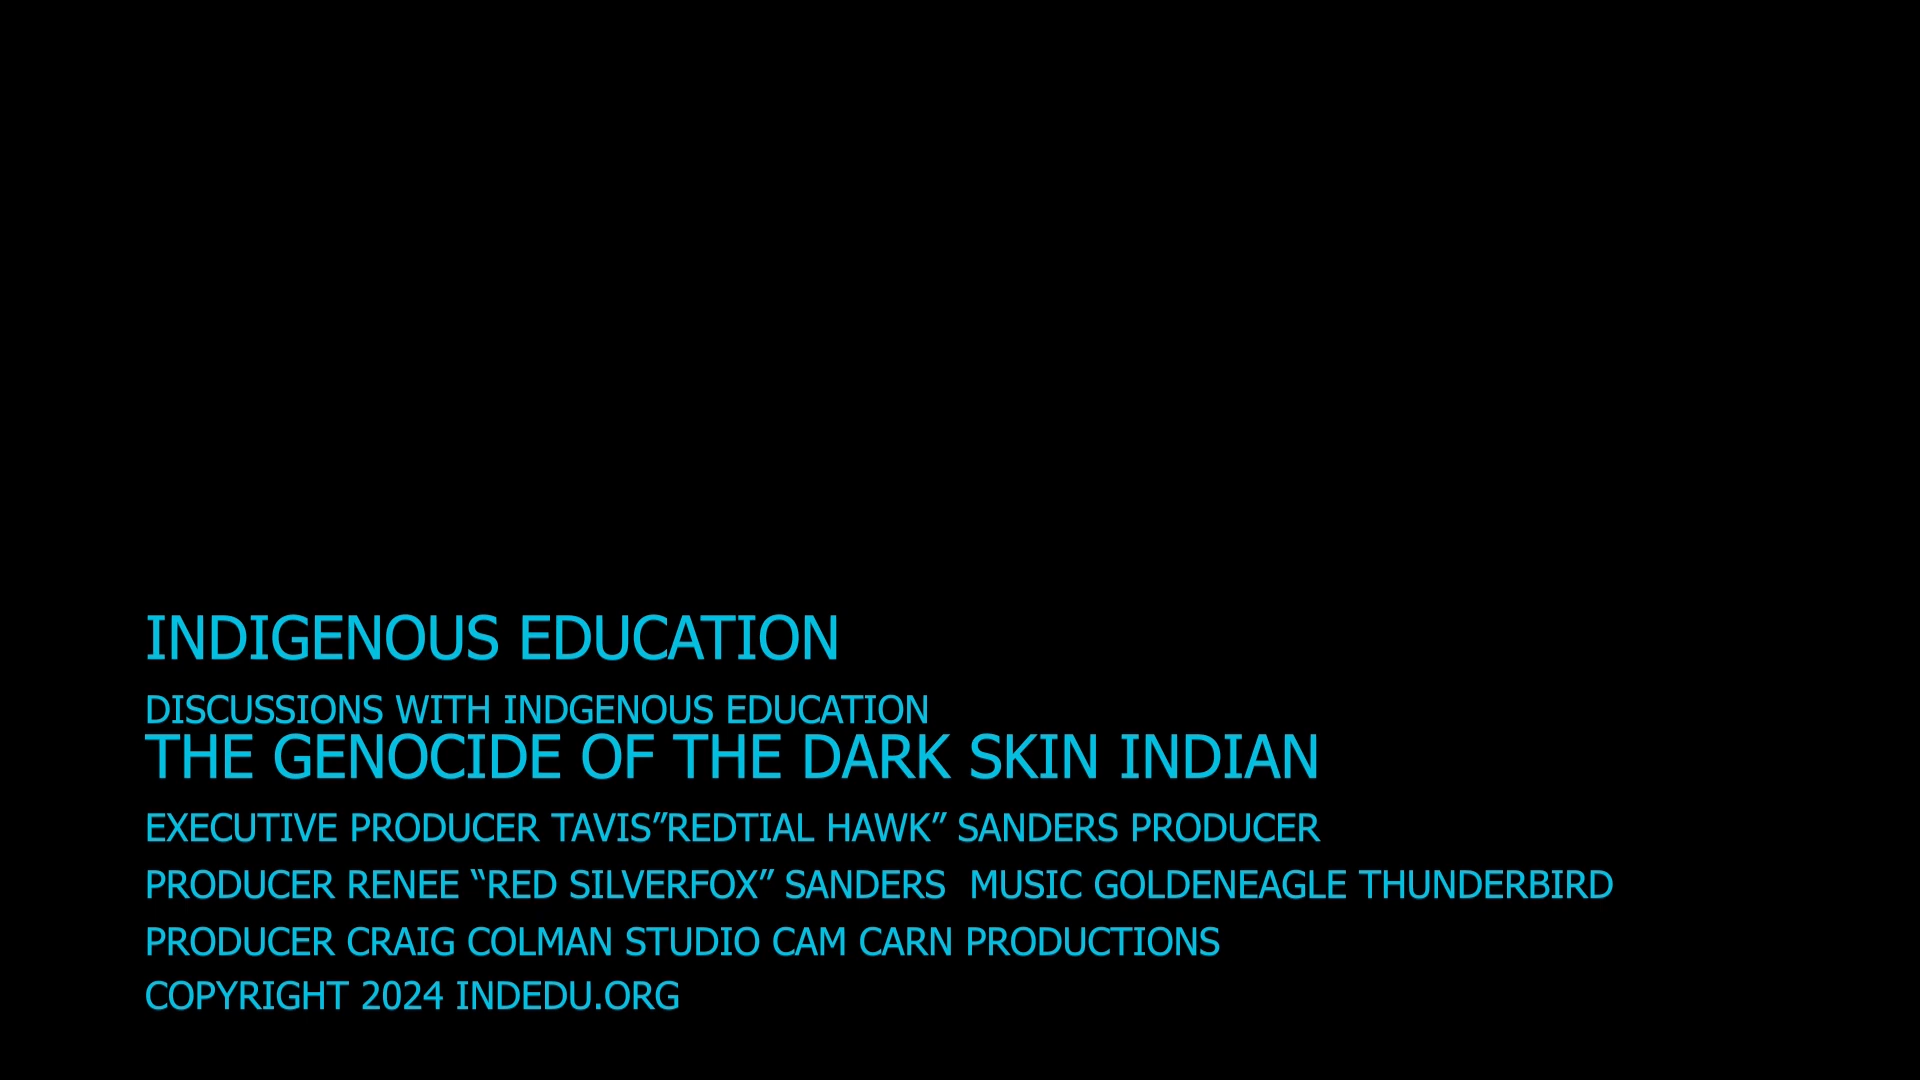 INDIGENOUS EDUCATION
DISCUSSIONS WITH INDGENOUS EDUCATION
THE GENOCIDE OF THE DARK SKIN INDIAN
EXECUTIVE PRODUCER TAVIS”REDTIAL HAWK” SANDERS PRODUCER
PRODUCER RENEE “RED SILVERFOX” SANDERS  MUSIC GOLDENEAGLE THUNDERBIRD
PRODUCER CRAIG COLMAN STUDIO CAM CARN PRODUCTIONS
COPYRIGHT 2024 INDEDU.ORG